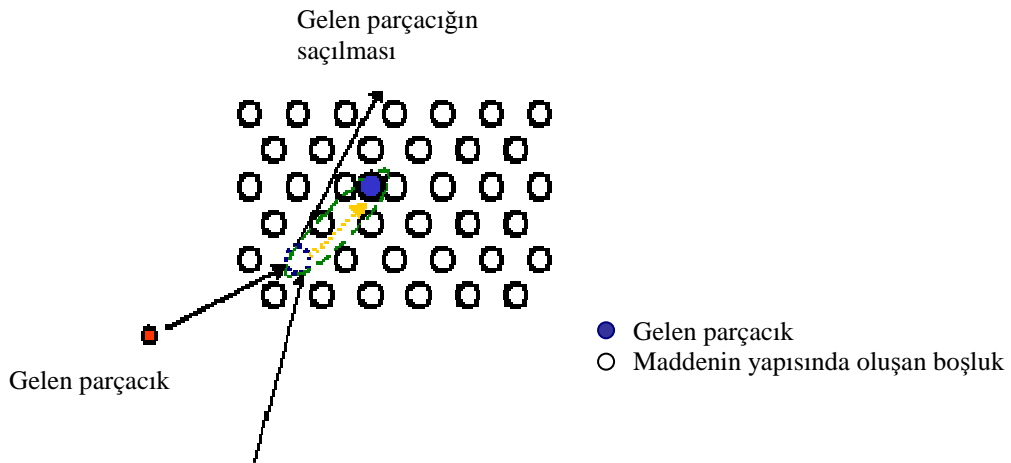 Gelen parçacığın
saçılması
Gelen parçacık
Gelen parçacık
Maddenin yapısında oluşan boşluk